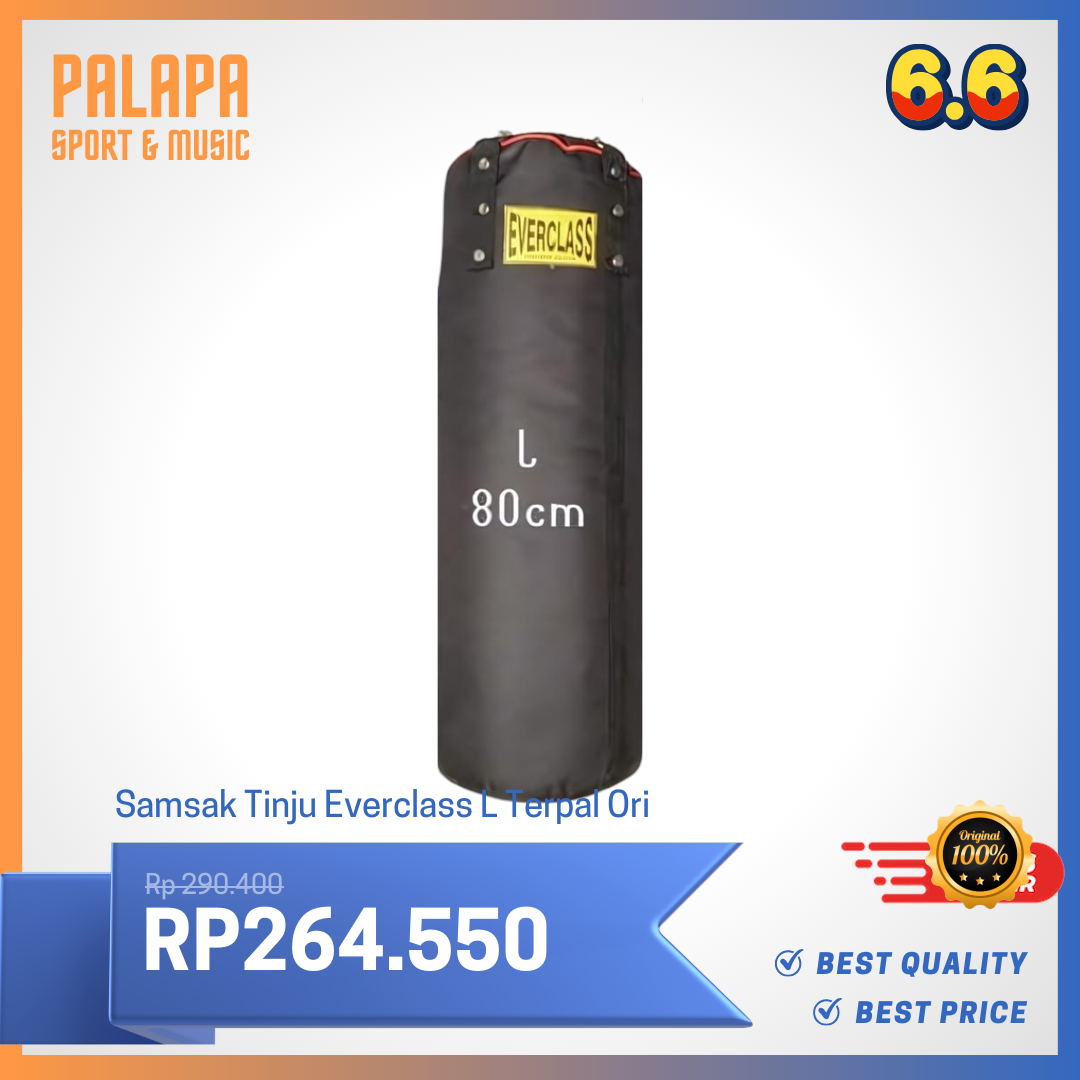 PALAPA
SPORT & MUSIC
6.6
EVERCLASS
L
80cm
Samsak Tinju Everclass L Terpal Ori
Rp 290.400
RP264.550
Original
100%
BEST QUALITY
BEST PRICE